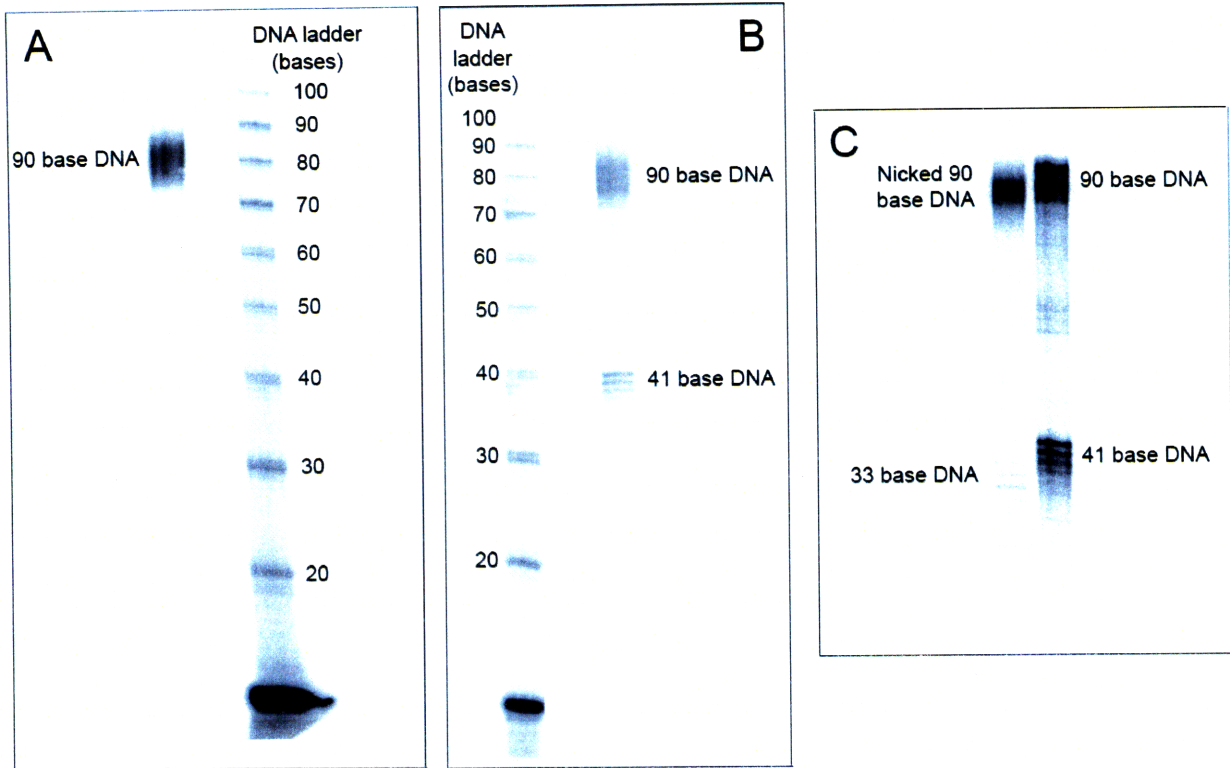 A
DNA ladder
(bases)
100
90
90 base DNA
80
70
60
50
40
30
20
B
DNA
ladder
(bases)
100
90
80
90 base DNA
70
60
50
40
41 base DNA
30
20
C
Nicked 90
base DNA
90 base DNA
41 base DNA
33 base DNA